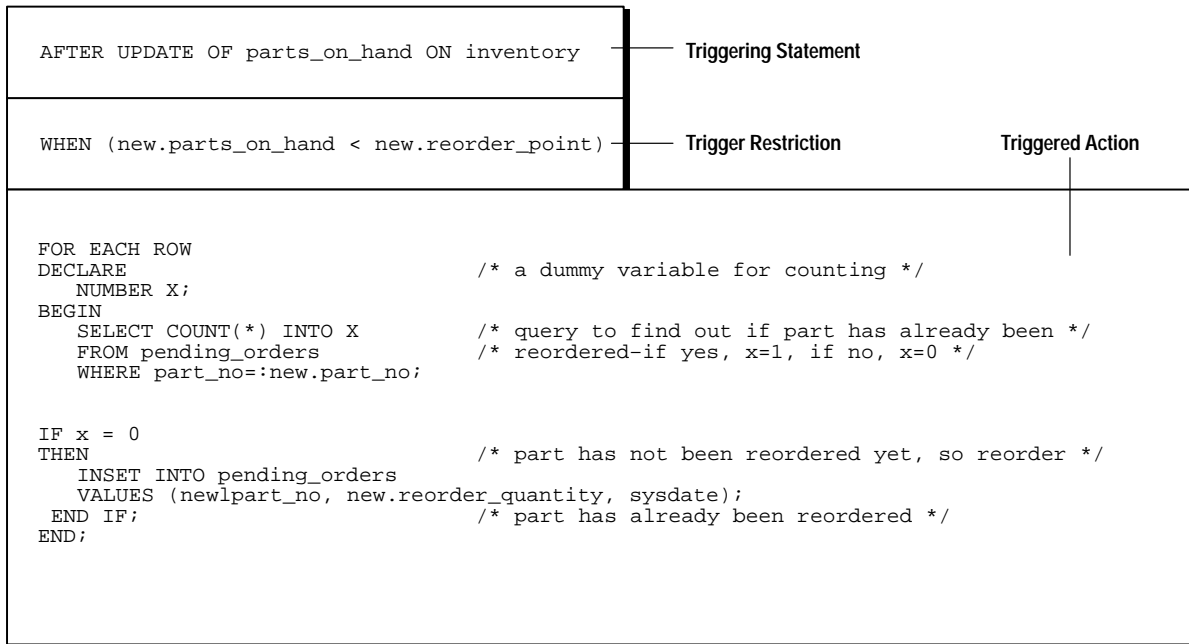 AFTER UPDATE OF parts_on_hand ON inventory
Triggering Statement
WHEN (new.parts_on_hand < new.reorder_point)
Trigger Restriction
Triggered Action
FOR EACH ROW
DECLARE /* a dummy variable for counting */
NUMBER X;
BEGIN
SELECT COUNT(*) INTO X /* query to find out if part has already been */
FROM pending_orders /* reordered-if yes, x=1, if no, x=0 */
WHERE part_no=:new.part_no;
IF x = 0
THEN /* part has not been reordered yet, so reorder */
INSET INTO pending_orders
VALUES (newlpart_no, new.reorder_quantity, sysdate);
END IF; /* part has already been reordered */
END;